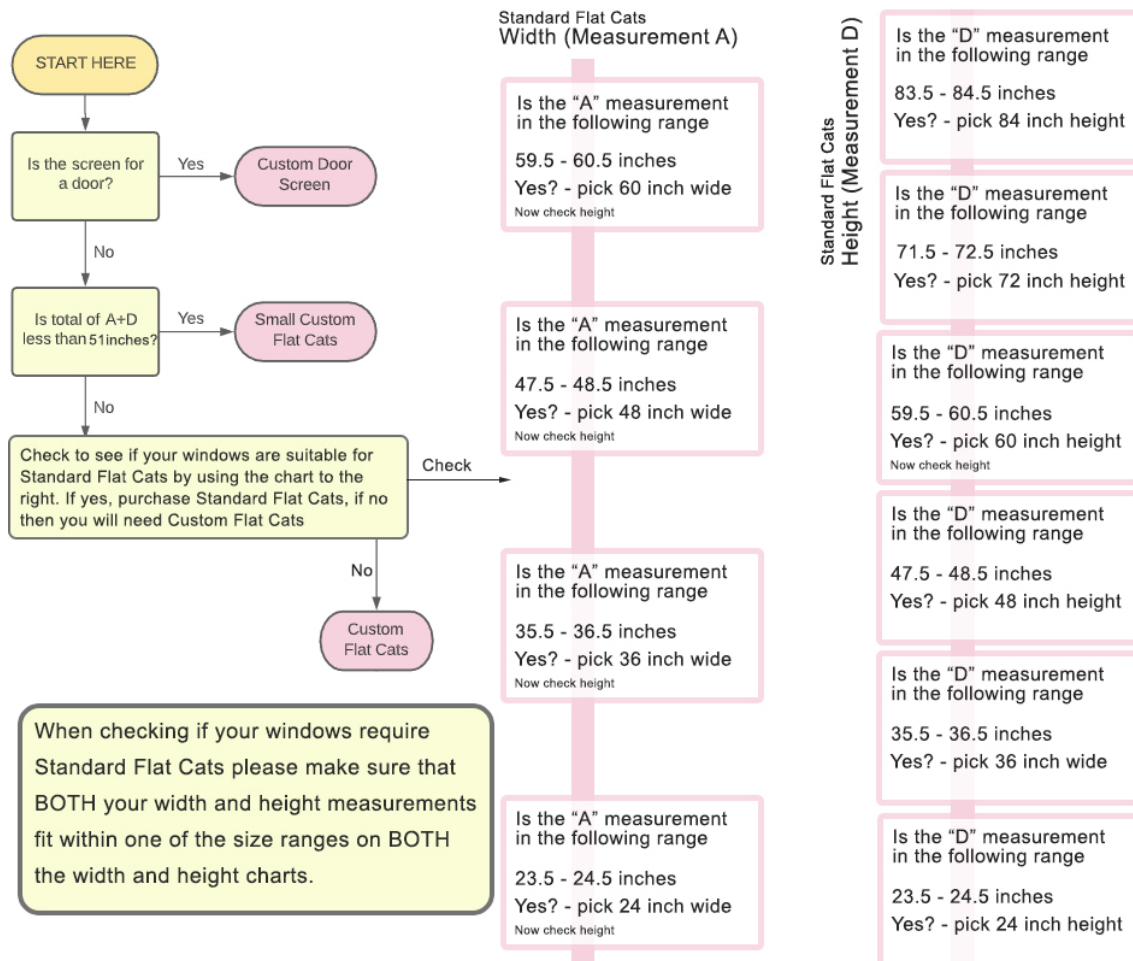 START HERE
Is the screen for
a door?
Yes
Custom Door
Screen
No
Is total of A+D
less than 51inches?
Yes
Small Custom
Flat Cats
No
Check to see if your windows are suitable for
Standard Flat Cats by using the chart to the
right. If yes, purchase Standard Flat Cats, if no
then you will need Custom Flat Cats
Check
No
Custom
Flat Cats
When checking if your windows require
Standard Flat Cats please make sure that
BOTH your width and height measurements
fit within one of the size ranges on BOTH
the width and height charts.
Standard Flat Cats
Width (Measurement A)
Is the “A” measurement
in the following range
59.5 - 60.5 inches
Yes? - pick 60 inch wide
Now check height
Is the “A” measurement
in the following range
47.5 - 48.5 inches
Yes? - pick 48 inch wide
Now check height
Is the “A” measurement
in the following range
35.5 - 36.5 inches
Yes? - pick 36 inch wide
Now check height
Is the “A” measurement
in the following range
23.5 - 24.5 inches
Yes? - pick 24 inch wide
Now check height
Standard Flat Cats
Height (Measurement D)
Is the “D” measurement
in the following range
83.5 - 84.5 inches
Yes? - pick 84 inch height
Is the “D” measurement
in the following range
71.5 - 72.5 inches
Yes? - pick 72 inch height
Is the “D” measurement
in the following range
59.5 - 60.5 inches
Yes? - pick 60 inch height
Now check height
Is the “D” measurement
in the following range
47.5 - 48.5 inches
Yes? - pick 48 inch height
Is the “D” measurement
in the following range
35.5 - 36.5 inches
Yes? - pick 36 inch wide
Is the “D” measurement
in the following range
23.5 - 24.5 inches
Yes? - pick 24 inch height